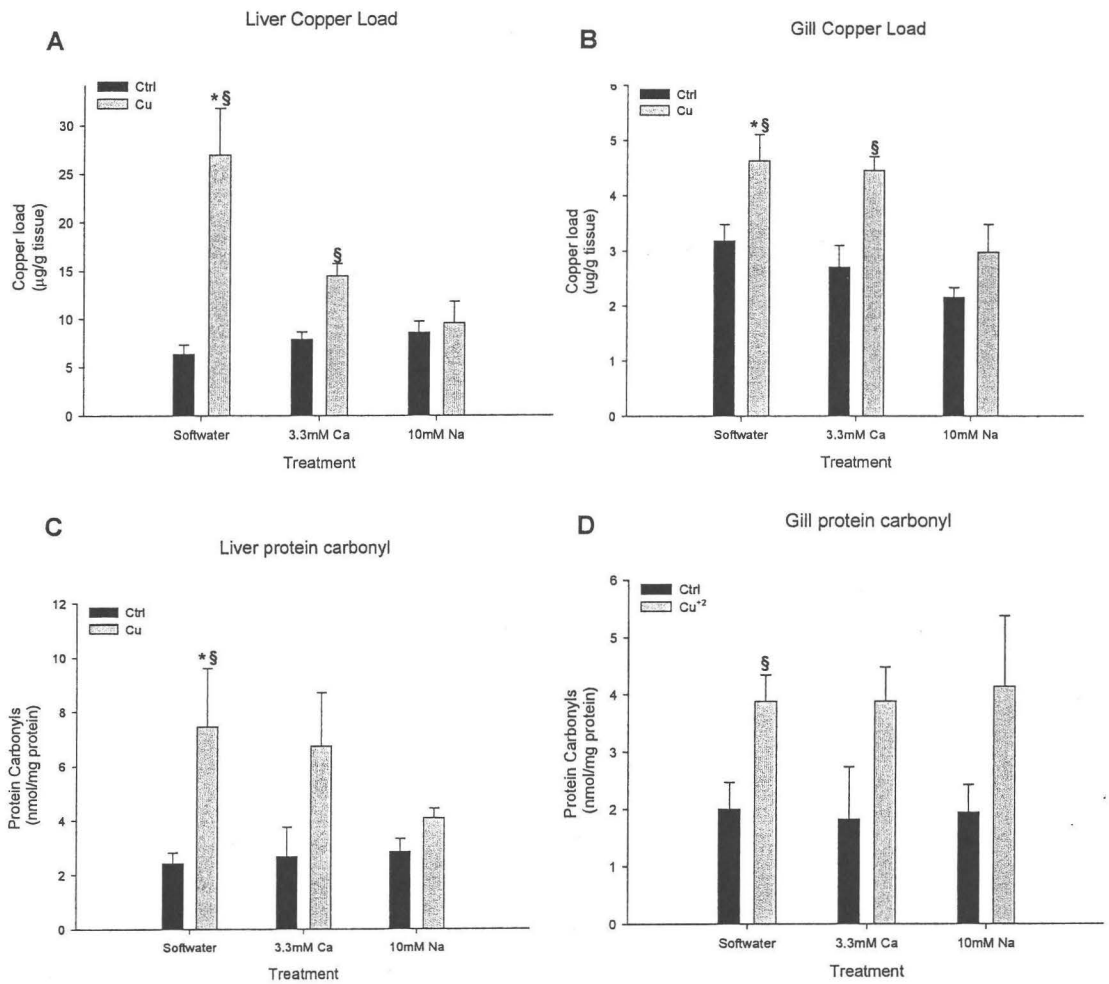 A
Liver Copper Load
Ctrl
Cu
*§
§
30
25
20
15
10
5
0
Copper load
(µg/g tissue)
Softwater
3.3mM Ca
10mM Na
Treatment
B
Gill Copper Load
6
Ctrl
Cu
*§
§
5
4
3
2
1
0
Copper load
(ug/g tissue)
Softwater
3.3mM Ca
10mM Na
Treatment
C
Liver protein carbonyl
12
Ctrl
Cu
*§
10
8
6
4
2
0
Protein Carbonyls
(nmol/mg protein)
Softwater
3.3mM Ca
10mM Na
Treatment
D
Gill protein carbonyl
6
Ctrl
Cu⁺²
§
5
4
3
2
1
0
Protein Carbonyls
(nmol/mg protein)
Softwater
3.3mM Ca
10mM Na
Treatment